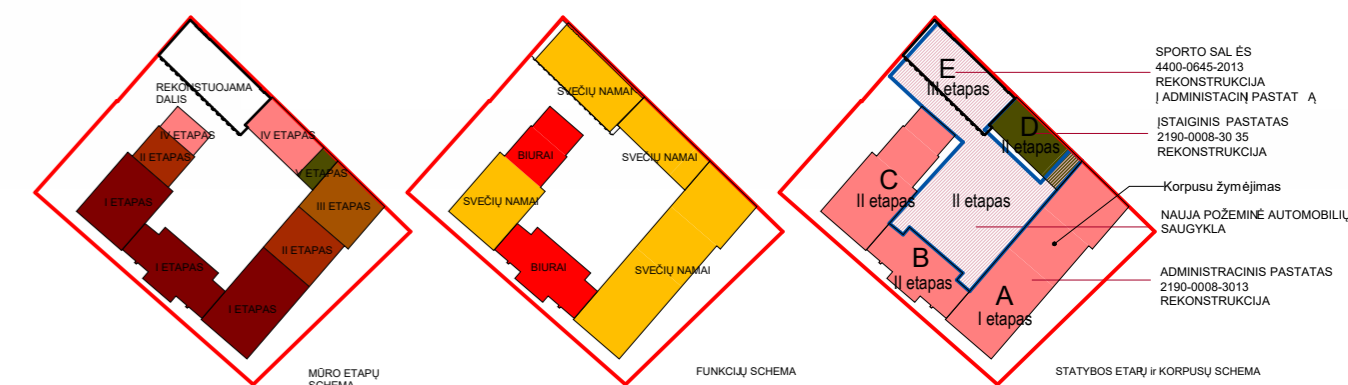 REKONSTUOJAMA
DALIS
IV ETAPAS
IV ETAPAS
II ETAPAS
V ETAPAS
I ETAPAS
III ETAPAS
II ETAPAS
I ETAPAS
I ETAPAS
MŪRO ETAPŲ
SCHEMA
SVEČIŲ NAMAI
BIURAI
SVEČIŲ NAMAI
SVEČIŲ NAMAI
BIURAI
SVEČIŲ NAMAI
FUNKCIJŲ SCHEMA
E
III etapas
D
II etapas
C
II etapas
II etapas
B
II etapas
A
I etapas
SPORTO SAL ĖS
4400-0645-2013
REKONSTRUKCIJA
Į ADMINISTACINĮ PASTAT Ą
ĮSTAIGINIS PASTATAS
2190-0008-30 35
REKONSTRUKCIJA
Korpusu žymėjimas
NAUJA POŽEMINĖ AUTOMOBILIŲ
SAUGYKLA
ADMINISTRACINIS PASTATAS
2190-0008-3013
REKONSTRUKCIJA
STATYBOS ETAPŲ ir KORPUSŲ SCHEMA